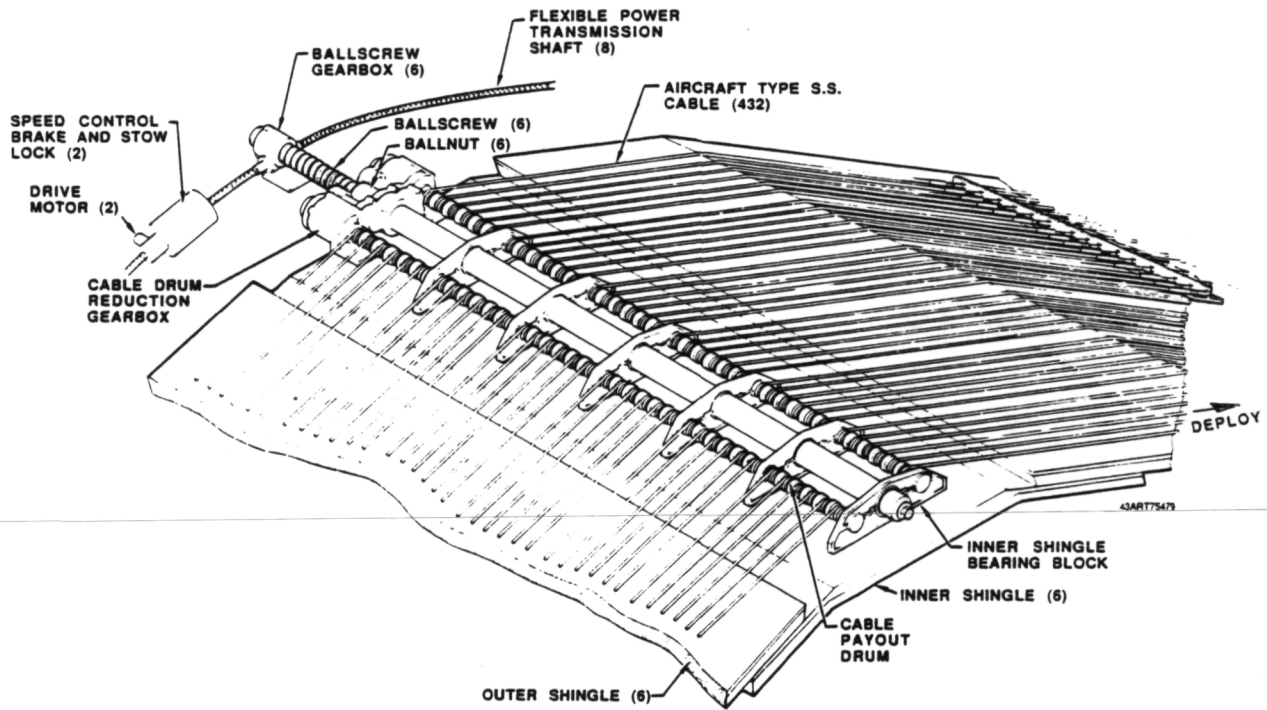 FLEXIBLE POWER
TRANSMISSION
SHAFT (8)
BALLSCREW
GEARBOX (6)
AIRCRAFT TYPE S.S.
CABLE (432)
SPEED CONTROL
BRAKE AND STOW
LOCK (2)
BALLSCREW (6)
BALLNUT (6)
DRIVE
MOTOR (2)
CABLE DRUM
REDUCTION
GEARBOX
DEPLOY
43ART75479
INNER SHINGLE
BEARING BLOCK
INNER SHINGLE (6)
CABLE
PAYOUT
DRUM
OUTER SHINGLE (6)